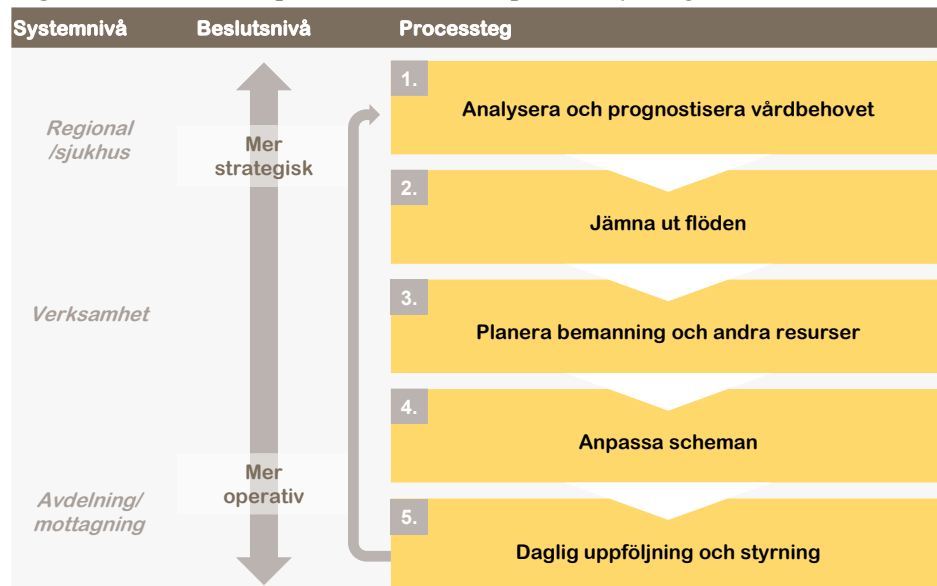 Systemnivå Beslutsnivå Processteg
1.
Analysera och prognostisera vårdbehovet
Regional
/sjukhus
Mer
strategisk
2.
Jämna ut flöden
3.
Verksamhet
Planera bemanning och andra resurser
4.
Anpassa scheman
Mer
operativ
Avdelning/
mottagning
5.
Daglig uppföljning och styrning